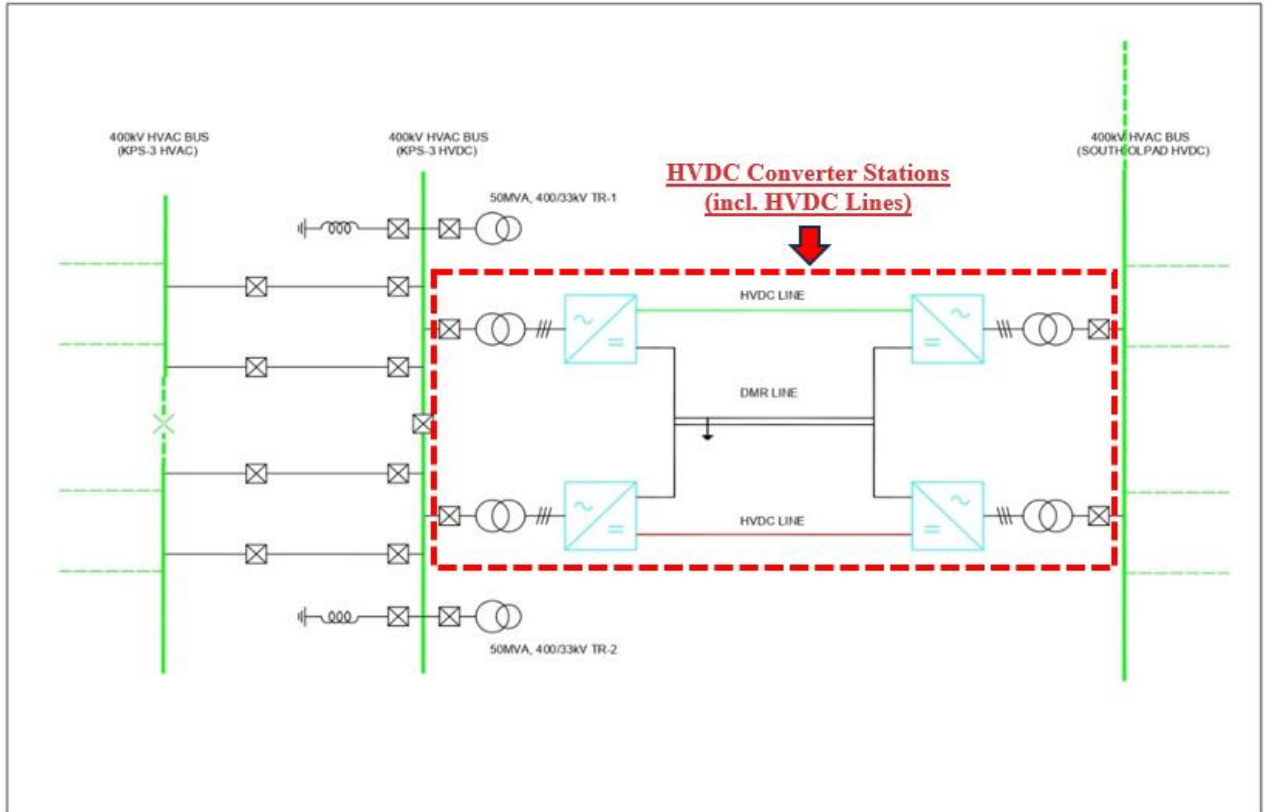 400kV HVAC BUS
(KPS-3 HVAC)
400kV HVAC BUS
(KPS-3 HVDC)
400kV HVAC BUS
(SOUTH OLPAD HVDC)
HVDC Converter Stations
(incl. HVDC Lines)
50MVA, 400/33kV TR-1
HVDC LINE
DMR LINE
HVDC LINE
50MVA, 400/33kV TR-2